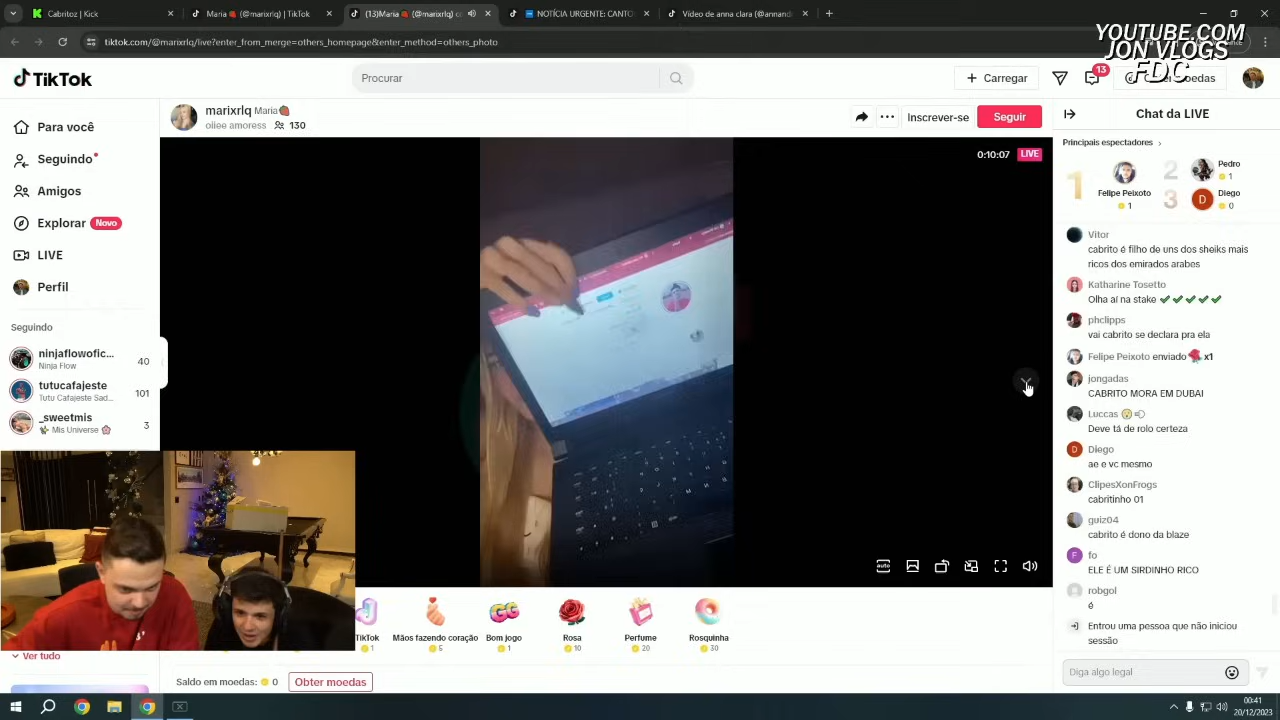 Cabritoz | Kick
Maria (@marixrlq) | TikTok
(13)Maria (@marixrlq) co
NOTÍCIA URGENTE: CANTO
Vídeo de anna clara (@annand
tiktok.com/@marixrlq/live?enter_from_merge=others_homepage&enter_method=others_photo
YOUTUBE.COM
JON VLOGS
FDC
TikTok
Procurar
Carregar
13
moedas
Para você
Seguindo
Amigos
Explorar Novo
LIVE
Perfil
Seguindo
ninjaflowofic... 40
Ninja Flow
tutucafajeste 101
Tutu Cafajeste Sad...
_sweetmis 3
Mis Universe
Ver tudo
marixrlq Maria
oiiee amoress 130
Inscrever-se
Seguir
0:10:07 LIVE
auto
TikTok
1
Mãos fazendo coração
5
Bom jogo
1
Rosa
10
Perfume
20
Rosquinha
30
Saldo em moedas: 0
Obter moedas
Chat da LIVE
Principais espectadores
1
Felipe Peixoto
1
2
Pedro
1
3
D
Diego
0
Vitor
cabrito é filho de uns dos sheiks mais
ricos dos emirados arabes
Katharine Tosetto
Olha aí na stake
phclipps
vai cabrito se declara pra ela
Felipe Peixoto enviado x1
jongadas
CABRITO MORA EM DUBAI
Luccas
Deve tá de rolo certeza
D
Diego
ae e vc mesmo
ClipesXonFrogs
cabritinho 01
guiz04
cabrito é dono da blaze
F
fo
ELE É UM SIRDINHO RICO
robgol
é
Entrou uma pessoa que não iniciou
sessão
Diga algo legal
00:41
20/12/2023